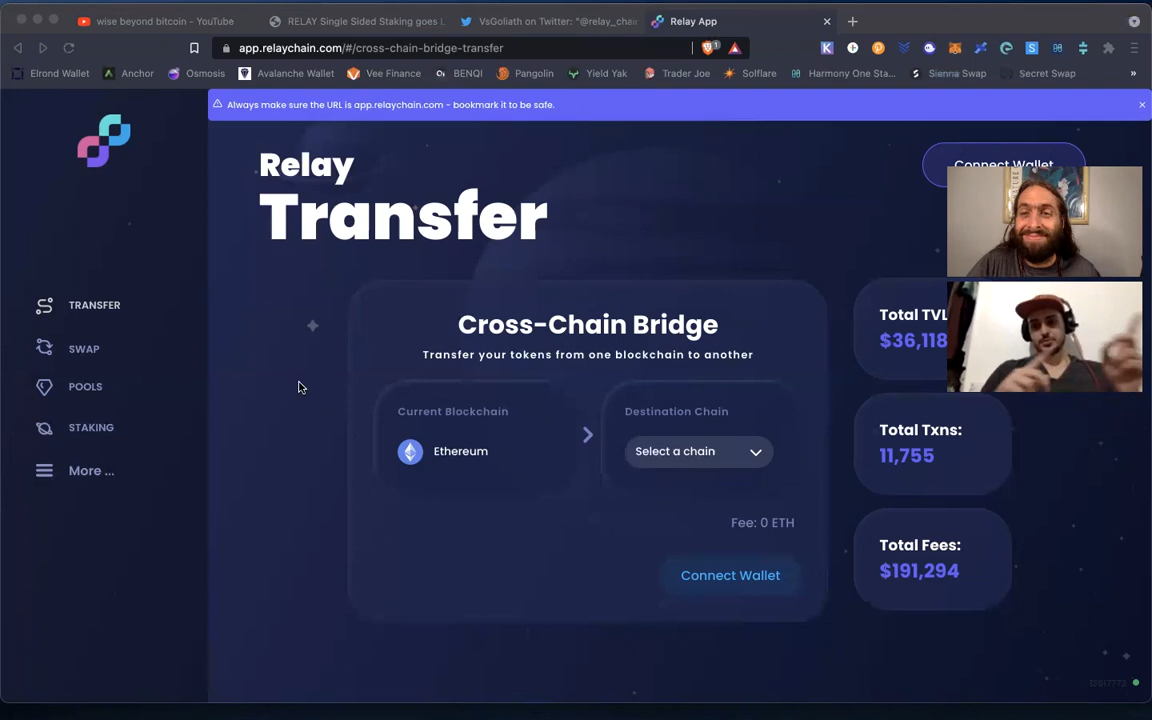 wise beyond bitcoin - YouTube
RELAY Single Sided Staking goes l
VsGoliath on Twitter: "@relay_chai
Relay App
app.relaychain.com/#/cross-chain-bridge-transfer
1
Elrond Wallet
Anchor
Osmosis
Avalanche Wallet
Vee Finance
BENQI
Pangolin
Yield Yak
Trader Joe
Solflare
Harmony One Sta...
Sienna Swap
Secret Swap
»
Always make sure the URL is app.relaychain.com - bookmark it to be safe.
Relay
Transfer
Connect Wallet
TRANSFER
SWAP
POOLS
STAKING
More ...
Cross-Chain Bridge
Transfer your tokens from one blockchain to another
Current Blockchain
Ethereum
Destination Chain
Select a chain
Fee: 0 ETH
Connect Wallet
Total TVL
$36,118
Total Txns:
11,755
Total Fees:
$191,294